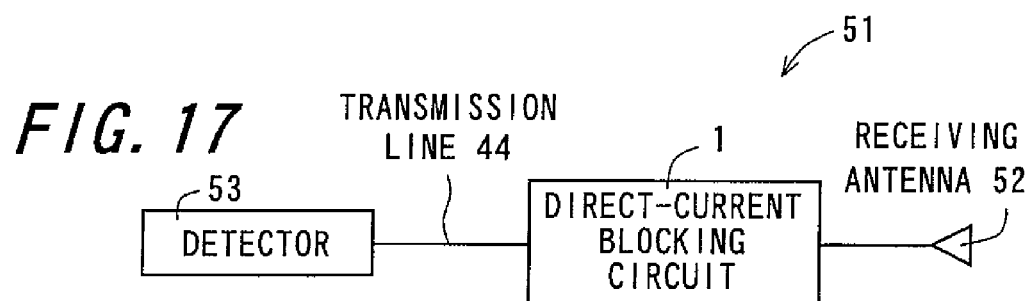 51
FIG. 17
TRANSMISSION
LINE 44
1
RECEIVING
ANTENNA 52
53
DETECTOR
DIRECT-CURRENT
BLOCKING
CIRCUIT